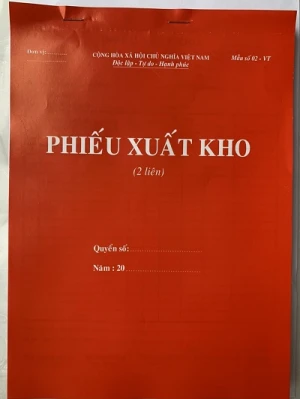 Đơn vị:
CỘNG HÒA XÃ HỘI CHỦ NGHĨA VIỆT NAM
Độc lập - Tự do - Hạnh phúc
Mẫu số 02 - VT
PHIẾU XUẤT KHO
(2 liên)
Quyển số:
Năm : 20